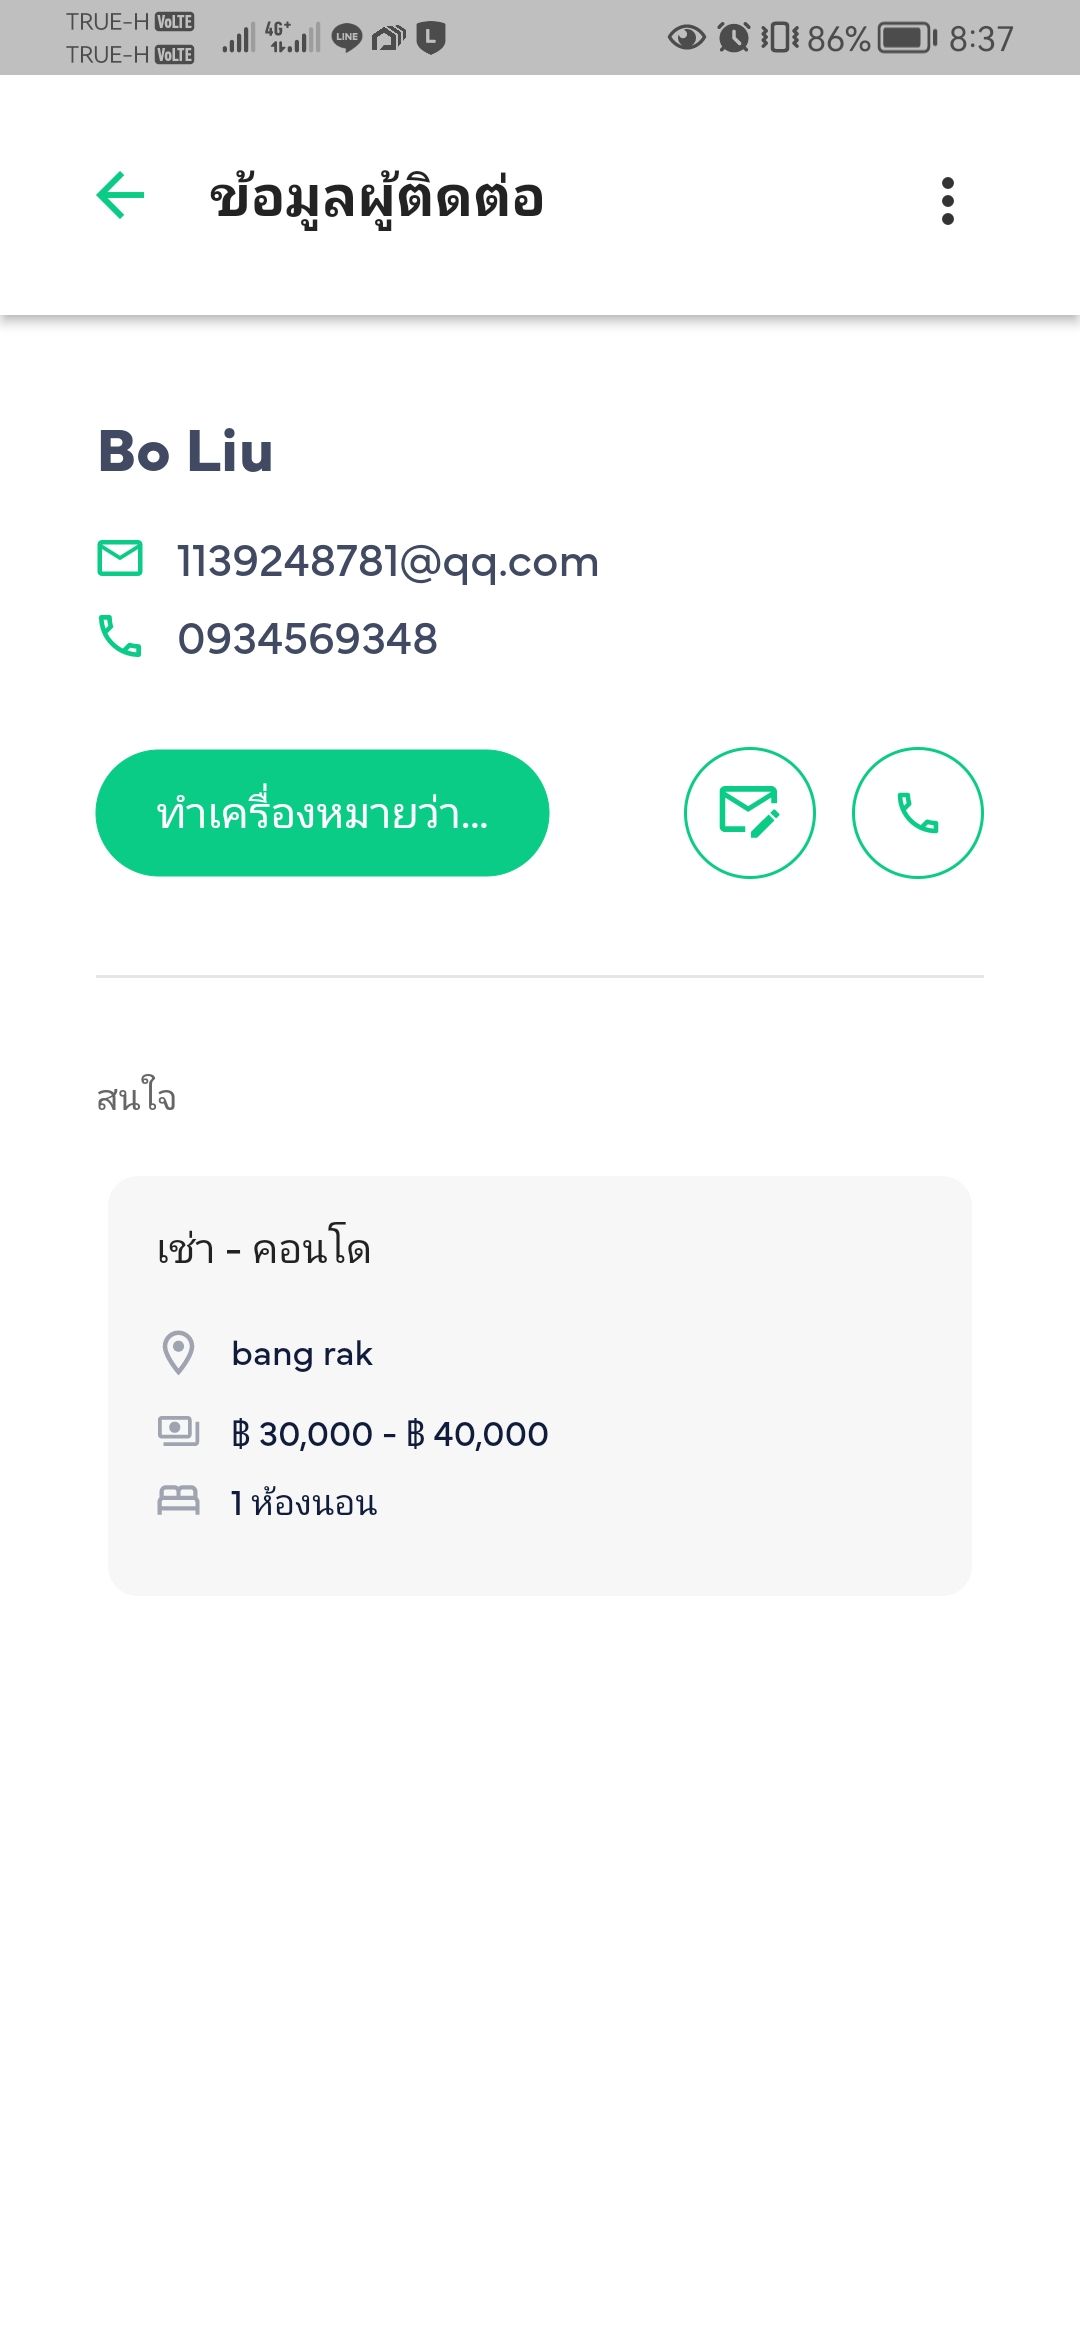 TRUE-H VoLTE
TRUE-H VoLTE
4G+
LINE
L
86%
8:37
ข้อมูลผู้ติดต่อ
Bo Liu
1139248781@qq.com
0934569348
ทำเครื่องหมายว่า...
สนใจ
เช่า - คอนโด
bang rak
฿ 30,000 - ฿ 40,000
1 ห้องนอน